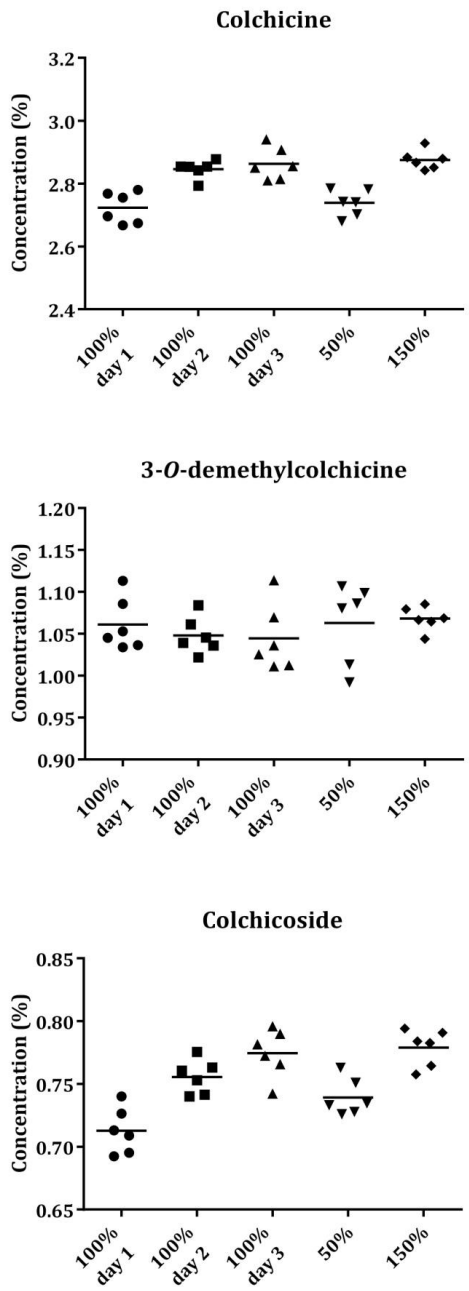 Colchicine
Concentration (%)
3.2
3.0
2.8
2.6
2.4
100%
day 1
100%
day 2
100%
day 3
50%
150%
3-O-demethylcolchicine
Concentration (%)
1.20
1.10
1.05
1.00
0.95
0.90
100%
day 1
100%
day 2
100%
day 3
50%
150%
Colchicoside
Concentration (%)
0.85
0.80
0.75
0.70
0.65
100%
day 1
100%
day 2
100%
day 3
50%
150%